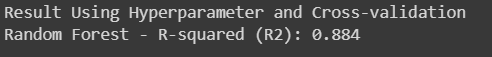 Result Using Hyperparameter and Cross-validation
Random Forest - R-squared (R2): 0.884